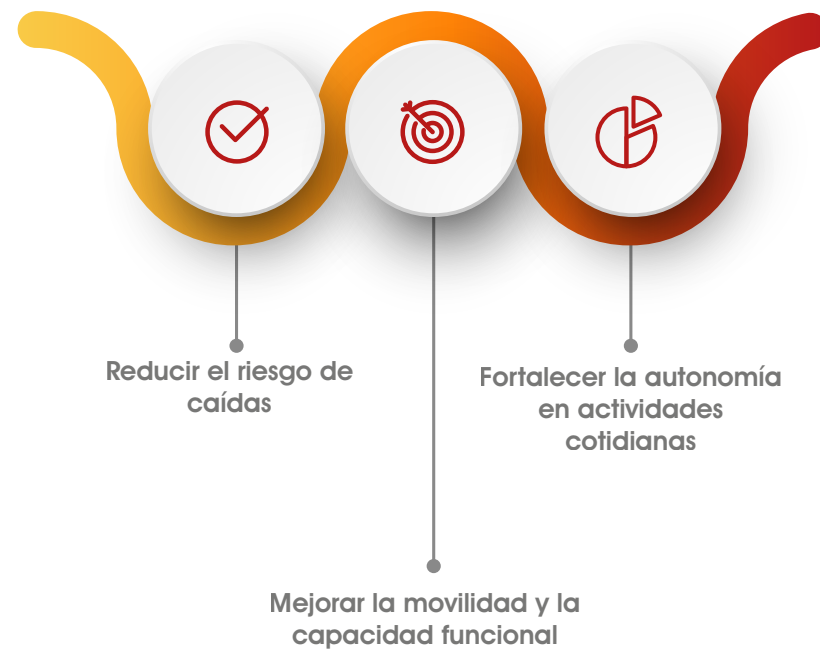 Reducir el riesgo de
caídas
Mejorar la movilidad y la
capacidad funcional
Fortalecer la autonomía
en actividades
cotidianas